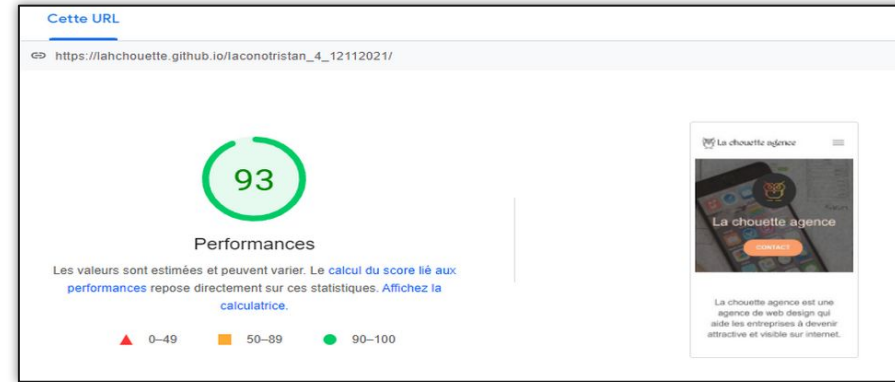 Cette URL
https://lahchouette.github.io/laconotristan_4_12112021/
93
Performances
Les valeurs sont estimées et peuvent varier. Le calcul du score lié aux
performances repose directement sur ces statistiques. Affichez la
calculatrice.
0–49
50–89
90–100
La chouette agence
La chouette agence
CONTACT
La chouette agence est une
agence de web design qui
aide les entreprises à devenir
attractive et visible sur internet.